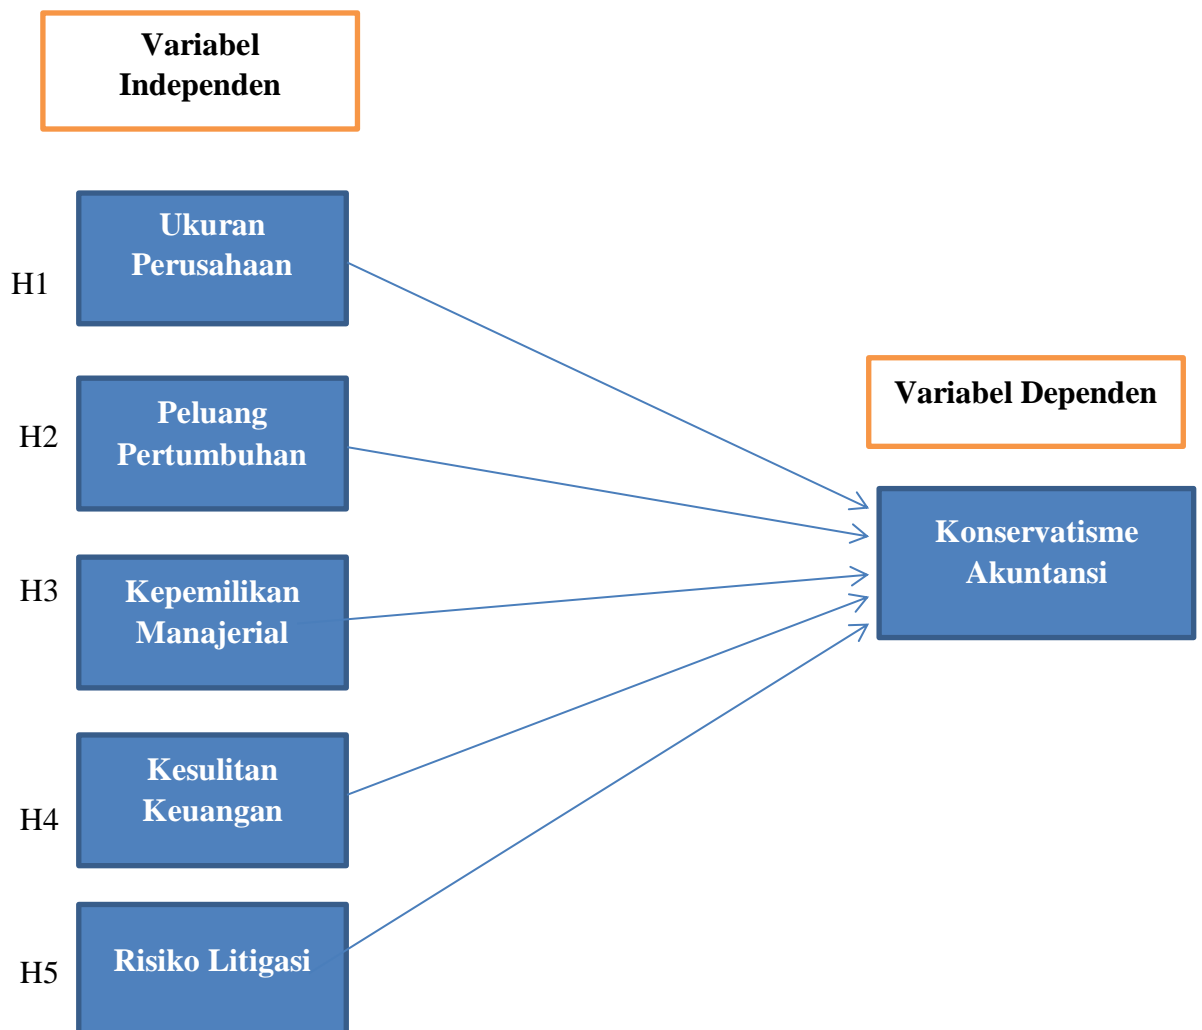 Variabel
Independen
Ukuran
Perusahaan
H1
Peluang
Pertumbuhan
H2
Variabel Dependen
Konservatisme
Akuntansi
H3
Kepemilikan
Manajerial
Kesulitan
Keuangan
H4
Risiko Litigasi
H5